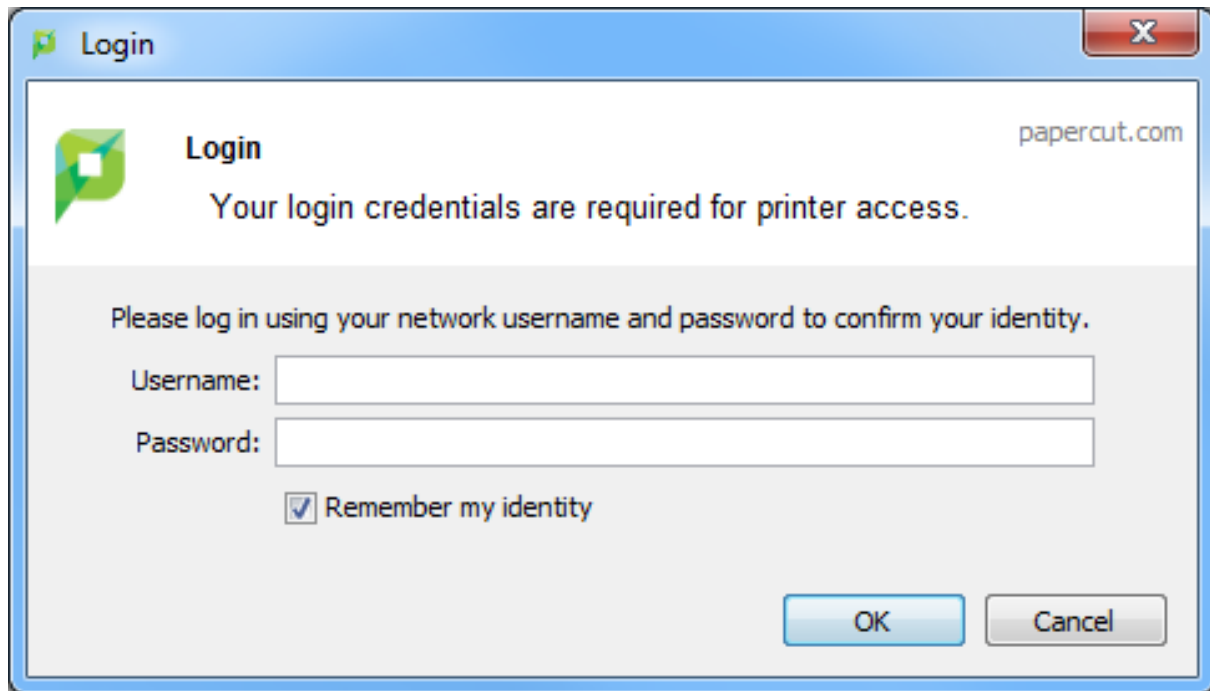 Login
papercut.com
Login
Your login credentials are required for printer access.
Please log in using your network username and password to confirm your identity.
Username:
Password:
Remember my identity
OK Cancel